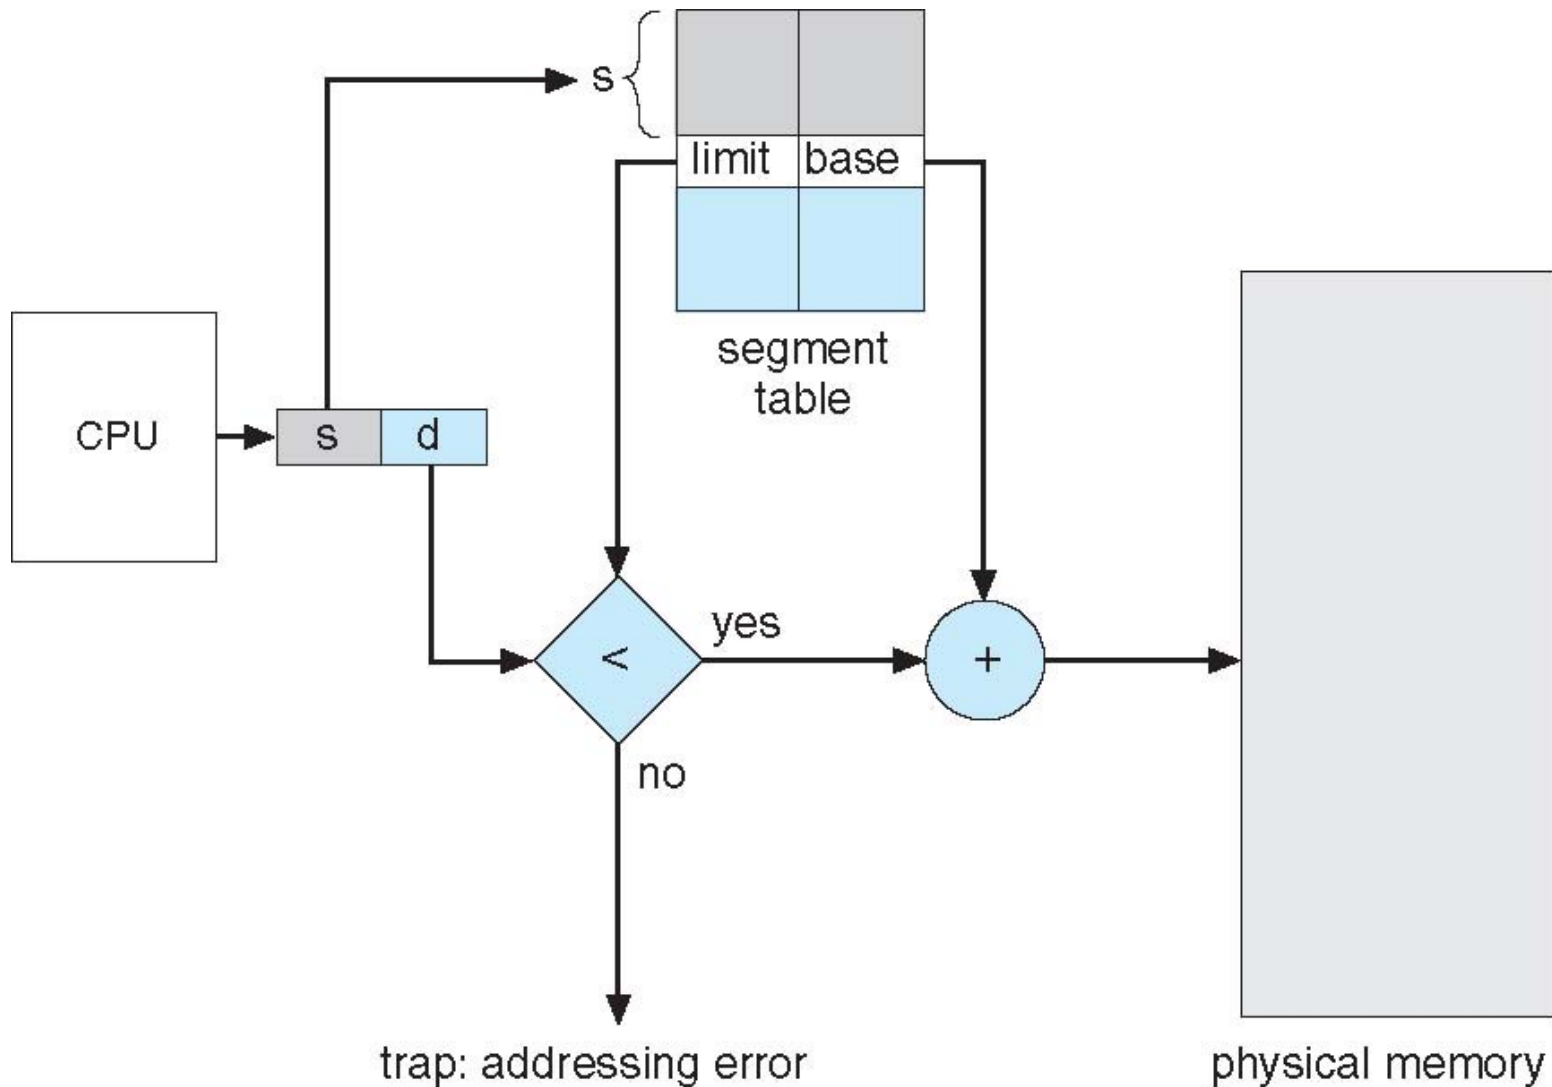 s
limit base
segment
table
CPU
s d
yes
<
+
no
trap: addressing error
physical memory